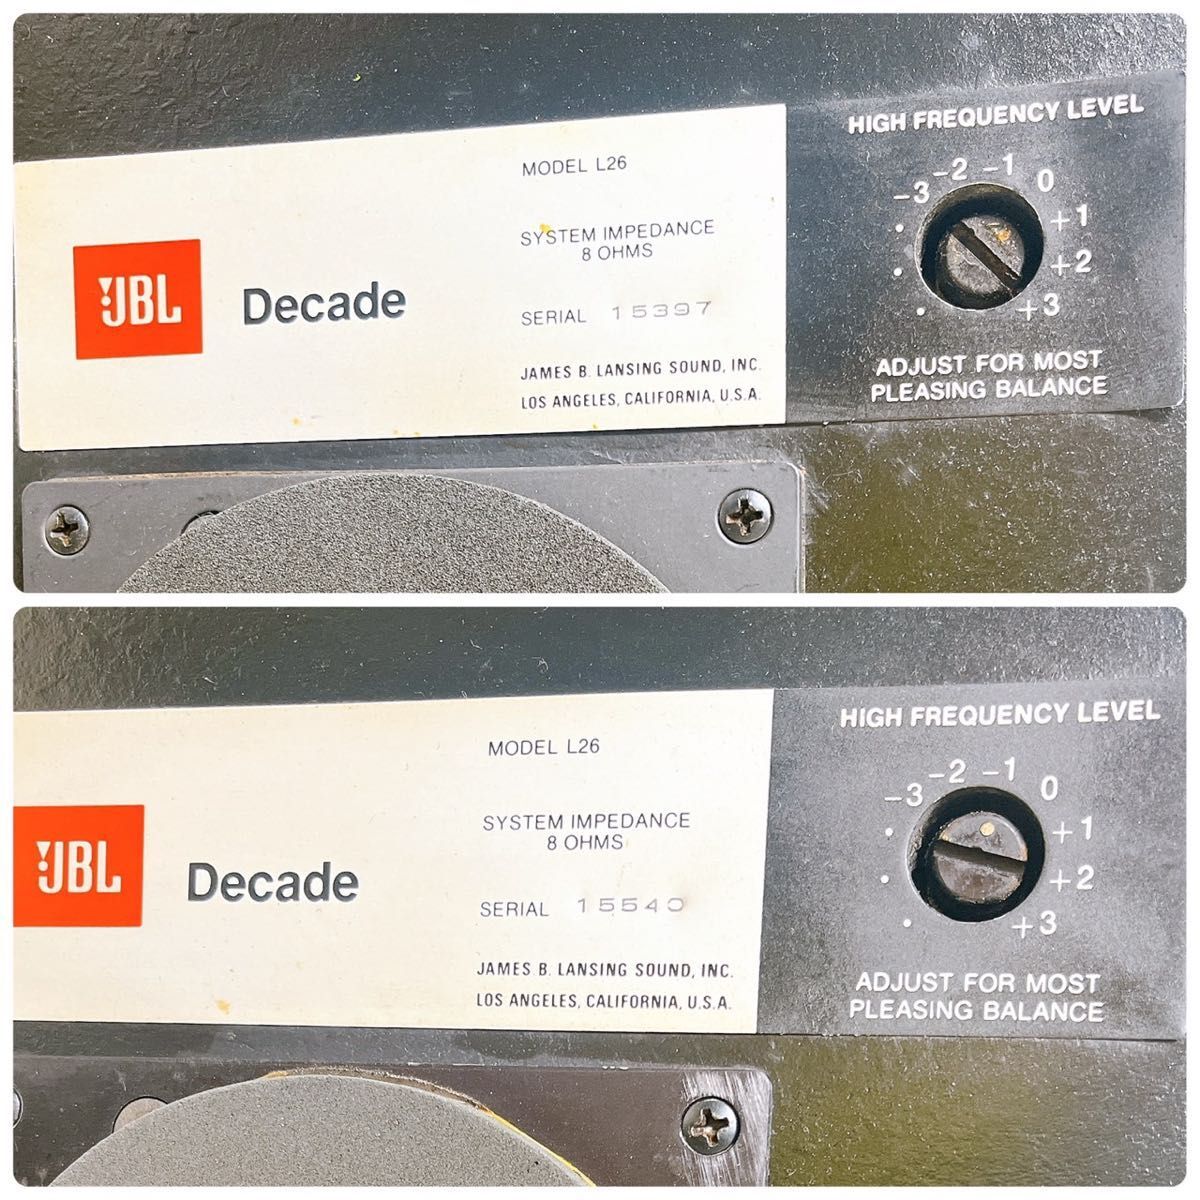 JBL Decade
MODEL L26
SYSTEM IMPEDANCE
8 OHMS
SERIAL 15397
JAMES B. LANSING SOUND, INC.
LOS ANGELES, CALIFORNIA, U.S.A.
HIGH FREQUENCY LEVEL
-3 -2 -1 0 +1 +2 +3
ADJUST FOR MOST
PLEASING BALANCE
JBL Decade
MODEL L26
SYSTEM IMPEDANCE
8 OHMS
SERIAL 15540
JAMES B. LANSING SOUND, INC.
LOS ANGELES, CALIFORNIA, U.S.A.
HIGH FREQUENCY LEVEL
-3 -2 -1 0 +1 +2 +3
ADJUST FOR MOST
PLEASING BALANCE